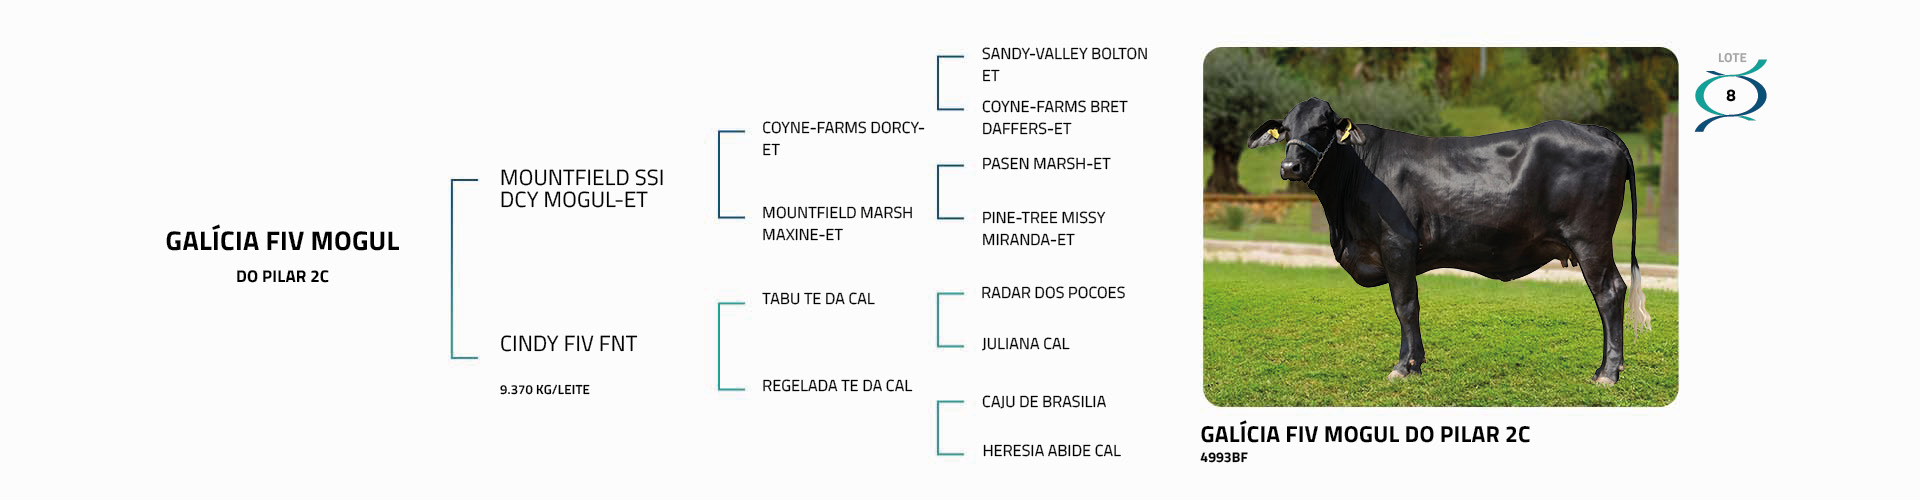 GALÍCIA FIV MOGUL
DO PILAR 2C
MOUNTFIELD SSI
DCY MOGUL-ET
CINDY FIV FNT
9.370 KG/LEITE
COYNE-FARMS DORCY-
ET
MOUNTFIELD MARSH
MAXINE-ET
TABU TE DA CAL
REGELADA TE DA CAL
SANDY-VALLEY BOLTON
ET
COYNE-FARMS BRET
DAFFERS-ET
PASEN MARSH-ET
PINE-TREE MISSY
MIRANDA-ET
RADAR DOS POCOES
JULIANA CAL
CAJU DE BRASILIA
HERESIA ABIDE CAL
LOTE
8
GALÍCIA FIV MOGUL DO PILAR 2C
4993BF